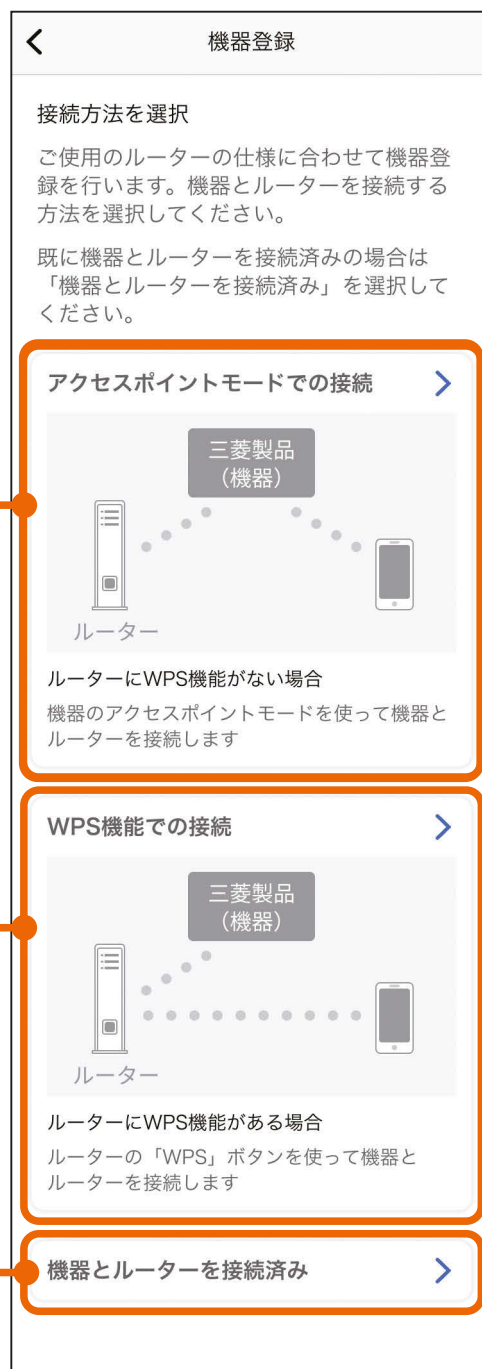 機器登録
接続方法を選択
ご使用のルーターの仕様に合わせて機器登
録を行います。機器とルーターを接続する
方法を選択してください。
既に機器とルーターを接続済みの場合は
「機器とルーターを接続済み」を選択して
ください。
アクセスポイントモードでの接続
三菱製品
（機器）
ルーター
ルーターにWPS機能がない場合
機器のアクセスポイントモードを使って機器と
ルーターを接続します
WPS機能での接続
三菱製品
（機器）
ルーター
ルーターにWPS機能がある場合
ルーターの「WPS」ボタンを使って機器と
ルーターを接続します
機器とルーターを接続済み